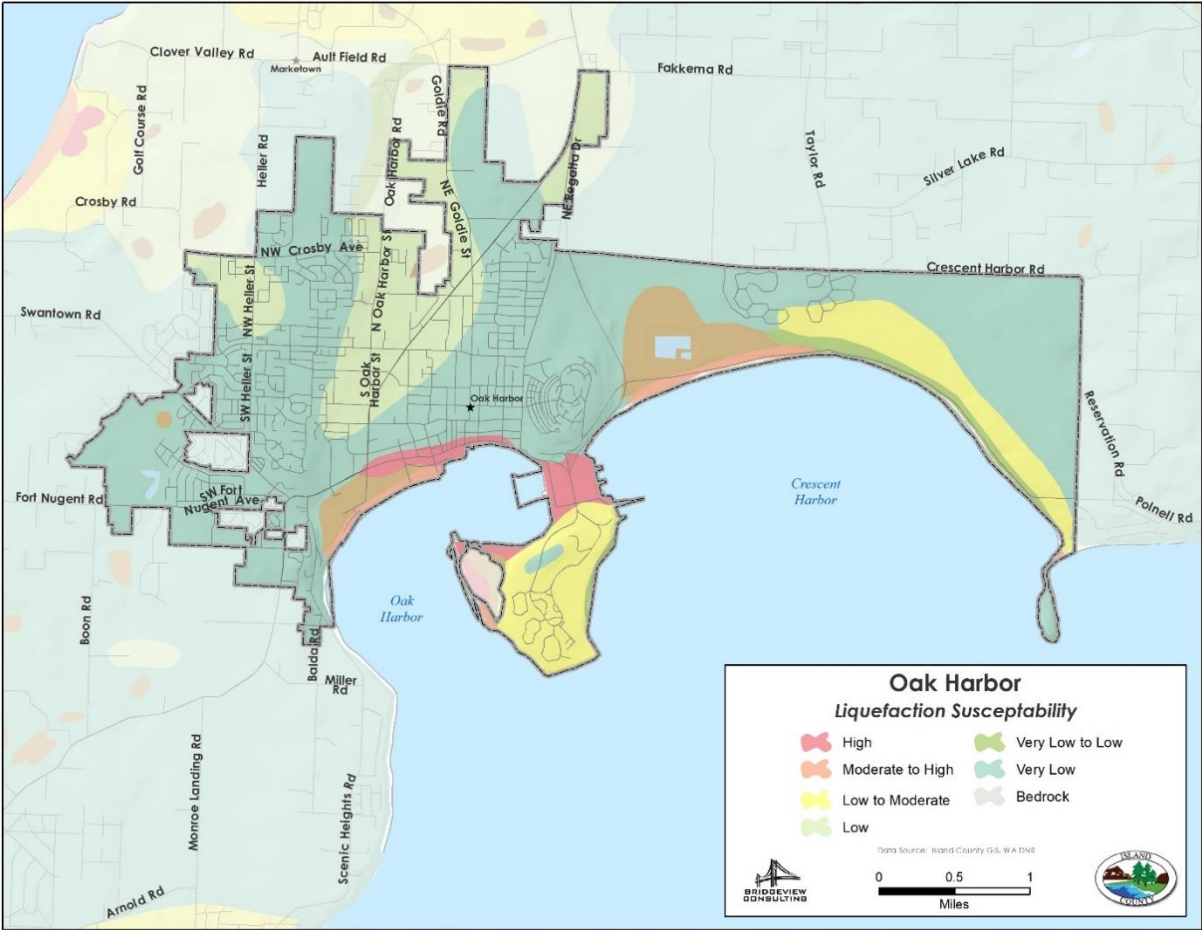 Clover Valley Rd
Ault Field Rd
Marketown
Fakkema Rd
Golf Course Rd
Heller Rd
Oak Harbor Rd
Goldie Rd
NE Regatta Dr
Taylor Rd
Silver Lake Rd
Crosby Rd
NE Goldie St
NW Crosby Ave
NW Heller St
N Oak Harbor St
Crescent Harbor Rd
Swantown Rd
SW Heller St
S Oak
Harbor St
Oak Harbor
Reservation Rd
Fort Nugent Rd
SW Fort
Nugent Ave
Crescent
Harbor
Polnell Rd
Boon Rd
Oak
Harbor
Balda Rd
Miller
Rd
Monroe Landing Rd
Scenic Heights Rd
Arnold Rd
Oak Harbor
Liquefaction Susceptability
High
Moderate to High
Low to Moderate
Low
Very Low to Low
Very Low
Bedrock
Data Source: Island County GIS, WA DNR
BRIDGEVIEW
CONSULTING
0 0.5 1
Miles
ISLAND
COUNTY